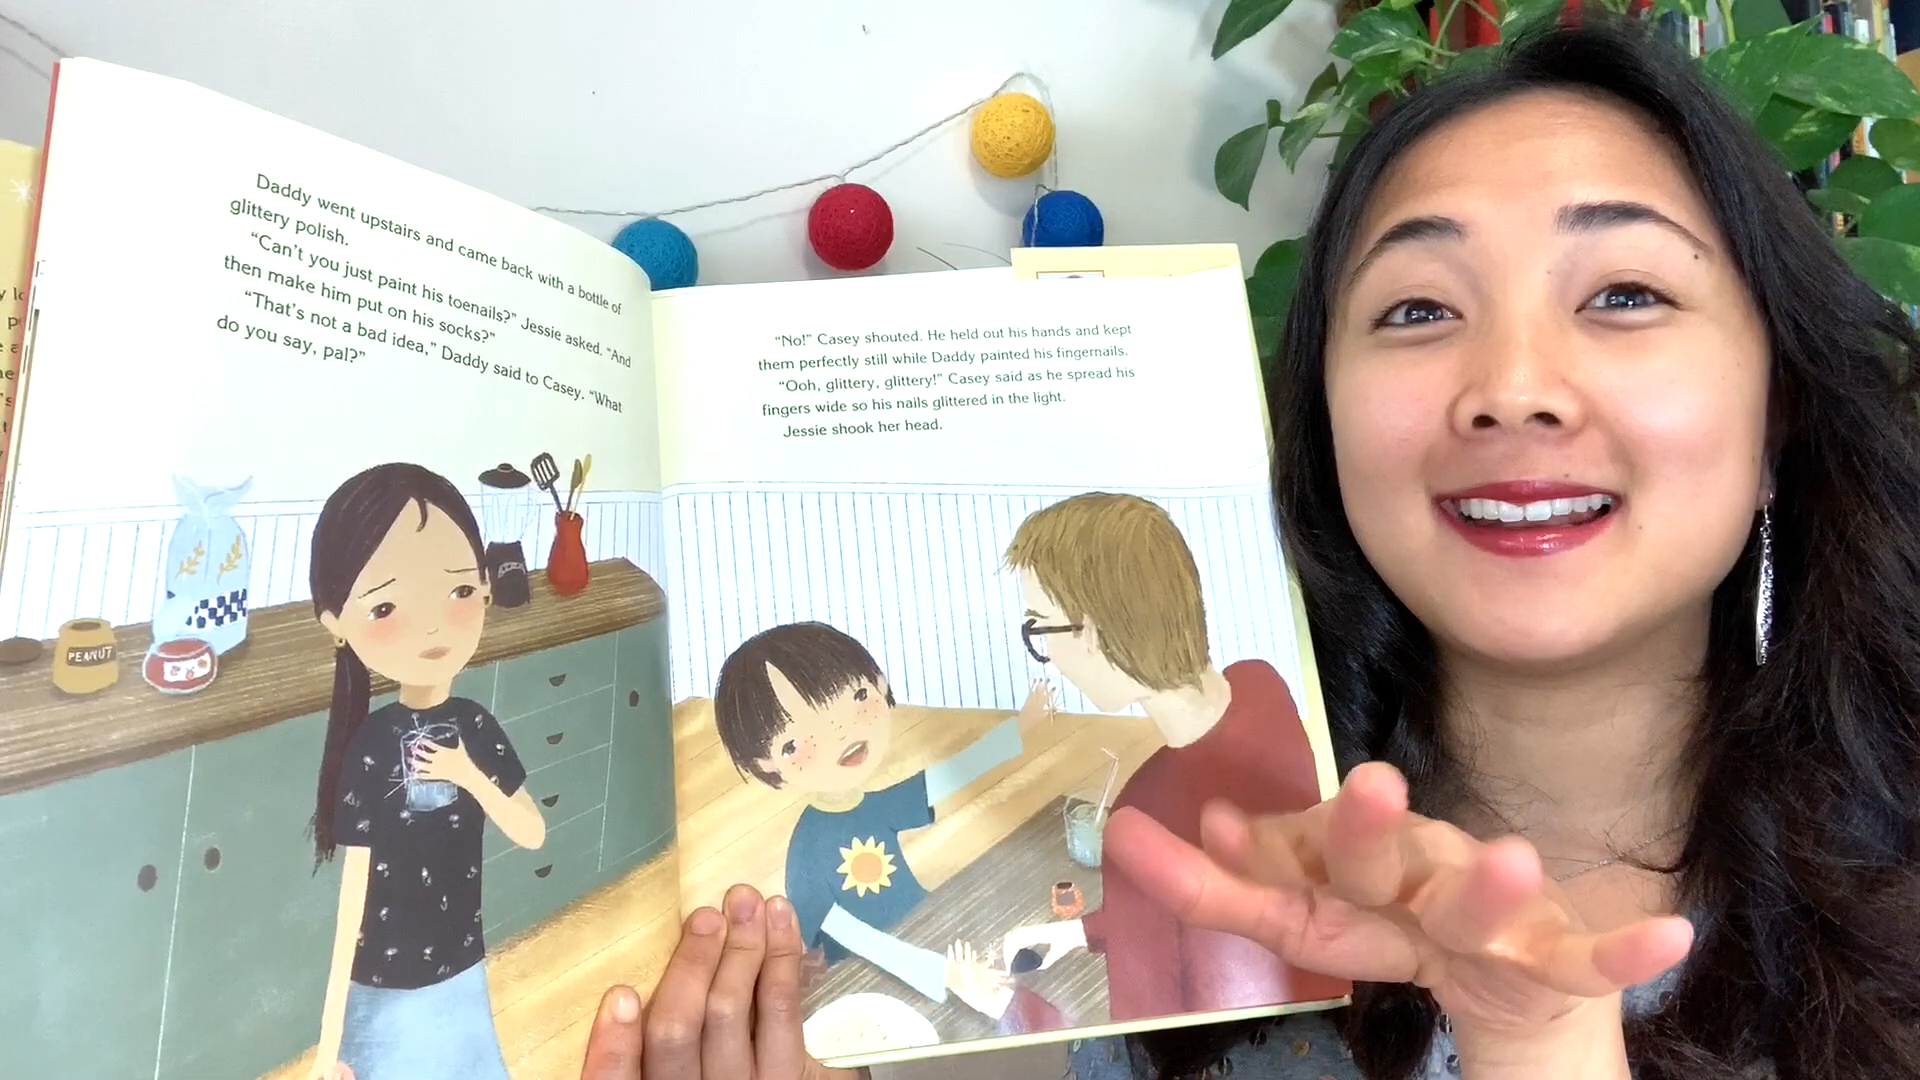 Daddy went upstairs and came back with a bottle of
glittery polish.
“Can’t you just paint his toenails?” Jessie asked. “And
then make him put on his socks?”
“That’s not a bad idea,” Daddy said to Casey. “What
do you say, pal?”
“No!” Casey shouted. He held out his hands and kept
them perfectly still while Daddy painted his fingernails.
“Ooh, glittery, glittery!” Casey said as he spread his
fingers wide so his nails glittered in the light.
Jessie shook her head.
PEANUT